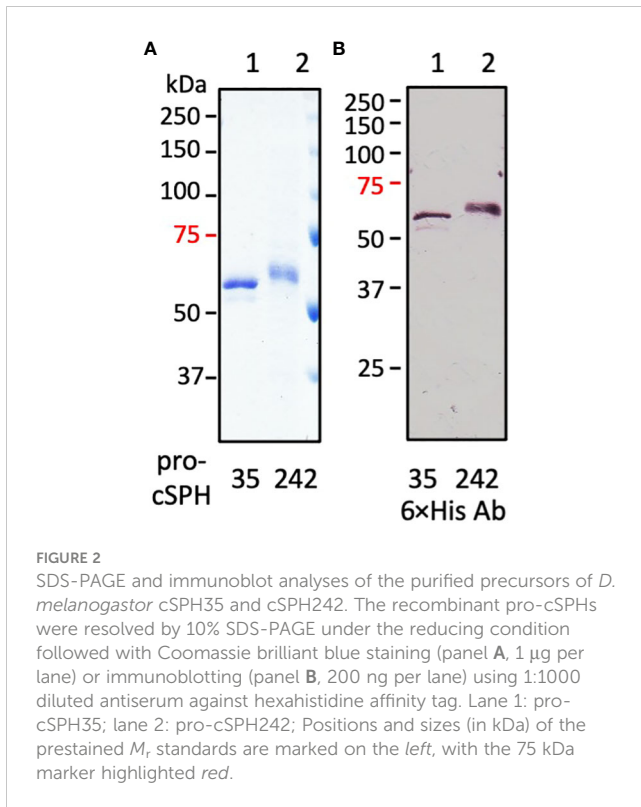 A
B
1 2
1 2
kDa
250
150
100
75
50
37
250
150
100
75
50
37
25
pro-
cSPH
35 242
35 242
6×His Ab
FIGURE 2
SDS-PAGE and immunoblot analyses of the purified precursors of D.
melanogastor cSPH35 and cSPH242. The recombinant pro-cSPHs
were resolved by 10% SDS-PAGE under the reducing condition
followed with Coomassie brilliant blue staining (panel A, 1 μg per
lane) or immunoblotting (panel B, 200 ng per lane) using 1:1000
diluted antiserum against hexahistidine affinity tag. Lane 1: pro-
cSPH35; lane 2: pro-cSPH242; Positions and sizes (in kDa) of the
prestained Mr standards are marked on the left, with the 75 kDa
marker highlighted red.